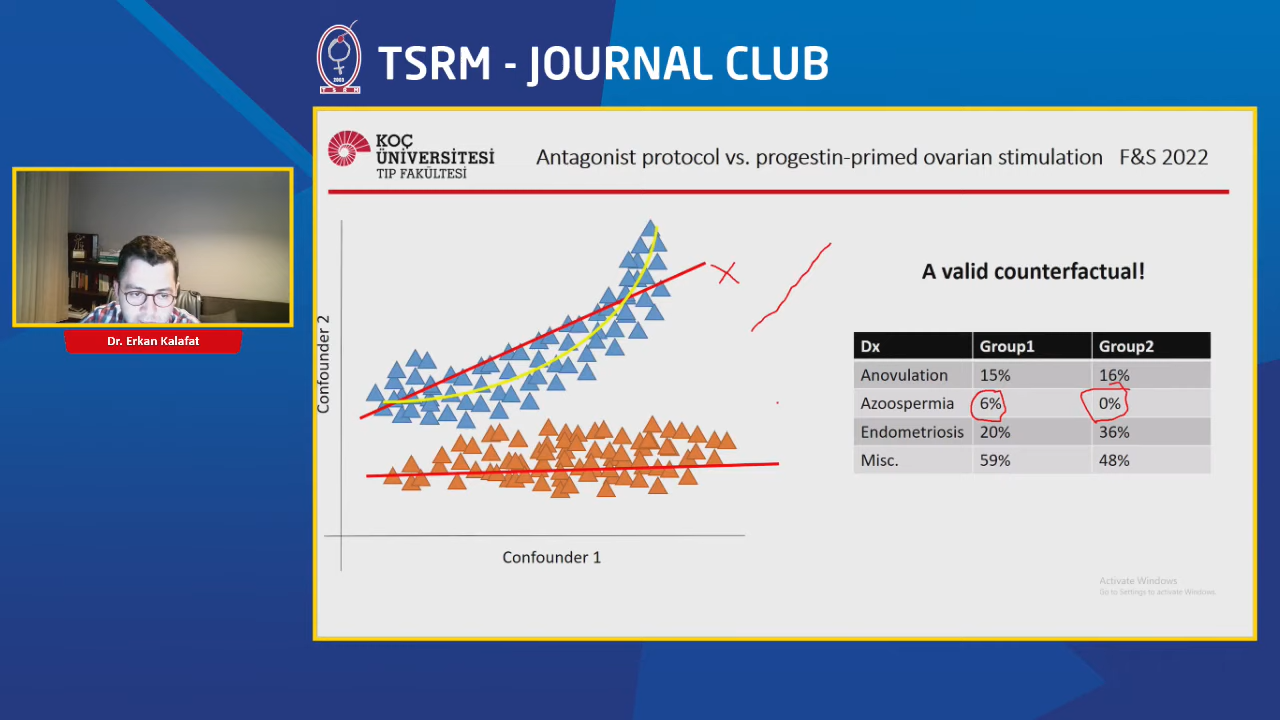 TSRM - JOURNAL CLUB
2003
T S R M
KOÇ
ÜNİVERSİTESİ
TIP FAKÜLTESİ
Antagonist protocol vs. progestin-primed ovarian stimulation F&S 2022
Dr. Erkan Kalafat
Confounder 2
Confounder 1
A valid counterfactual!
Dx Group1 Group2
Anovulation 15% 16%
Azoospermia 6% 0%
Endometriosis 20% 36%
Misc. 59% 48%
Activate Windows
Go to Settings to activate Windows.